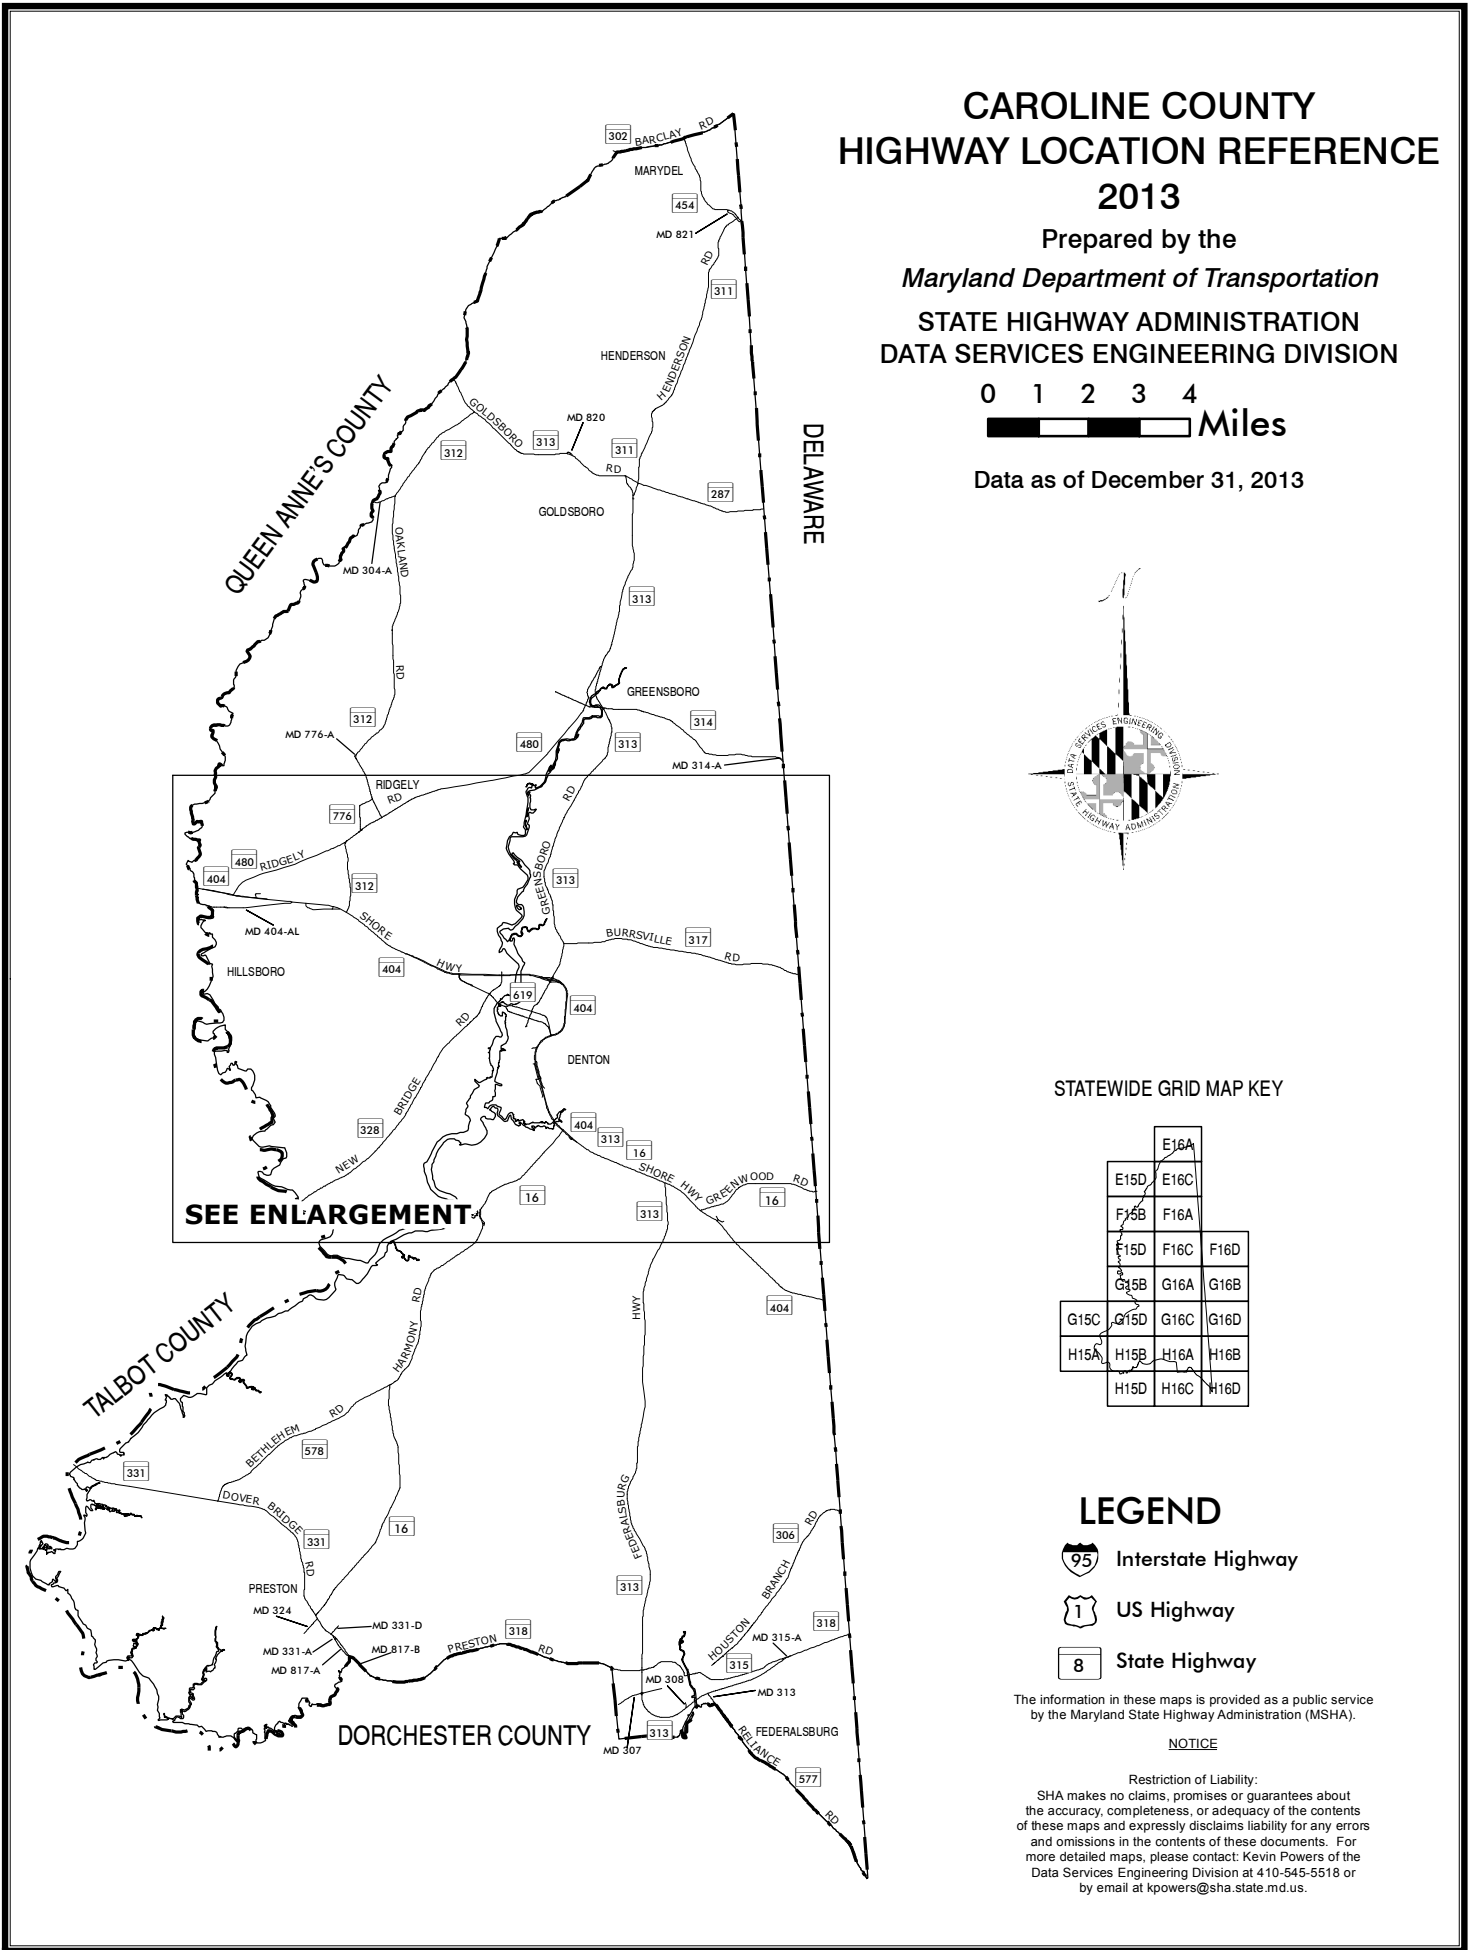 CAROLINE COUNTY
HIGHWAY LOCATION REFERENCE
2013
Prepared by the
Maryland Department of Transportation
STATE HIGHWAY ADMINISTRATION
DATA SERVICES ENGINEERING DIVISION
0 1 2 3 4
Miles
Data as of December 31, 2013
302
BARCLAY RD
MARYDEL
454
MD 821
RD
311
HENDERSON
HENDERSON
QUEEN ANNE'S COUNTY
DELAWARE
GOLDSBORO
MD 820
313
311
312
RD
287
GOLDSBORO
OAKLAND
MD 304-A
313
RD
GREENSBORO
312
314
MD 776-A
480
313
MD 314-A
RIDGELY
RD
RD
776
480
RIDGELY
GREENSBORO
404
312
313
SHORE
MD 404-AL
BURRSVILLE
317
RD
HILLSBORO
404
HWY
619
404
RD
DENTON
BRIDGE
328
404
313
16
NEW
SHORE
HWY
GREENWOOD
RD
16
16
313
SEE ENLARGEMENT
RD
HWY
404
TALBOT COUNTY
HARMONY
RD
BETHLEHEM
578
331
DOVER
BRIDGE
FEDERALSBURG
331
16
RD
306
RD
BRANCH
PRESTON
313
MD 324
MD 331-D
318
318
PRESTON
RD
HOUSTON
MD 331-A
MD 817-B
MD 315-A
MD 817-A
315
MD 308
MD 313
DORCHESTER COUNTY
313
FEDERALSBURG
MD 307
RELIANCE
577
RD
DATA SERVICES ENGINEERING DIVISION
STATE HIGHWAY ADMINISTRATION
STATEWIDE GRID MAP KEY
E16A
E15D E16C
F15B F16A
F15D F16C F16D
G15B G16A G16B
G15C G15D G16C G16D
H15A H15B H16A H16B
H15D H16C H16D
LEGEND
95 Interstate Highway
1 US Highway
8 State Highway
The information in these maps is provided as a public service
by the Maryland State Highway Administration (MSHA).
NOTICE
Restriction of Liability:
SHA makes no claims, promises or guarantees about
the accuracy, completeness, or adequacy of the contents
of these maps and expressly disclaims liability for any errors
and omissions in the contents of these documents. For
more detailed maps, please contact: Kevin Powers of the
Data Services Engineering Division at 410-545-5518 or
by email at kpowers@sha.state.md.us.